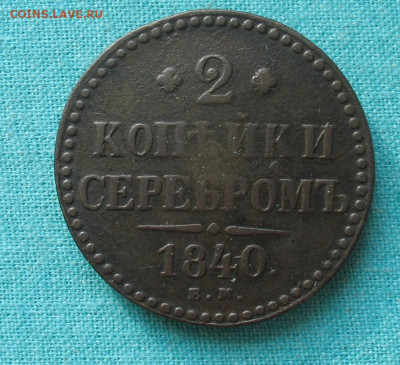 COINS.LAVE.RU
2
КОПѢЙКИ
СЕРЕБРОМЪ
1840.
Е.М.